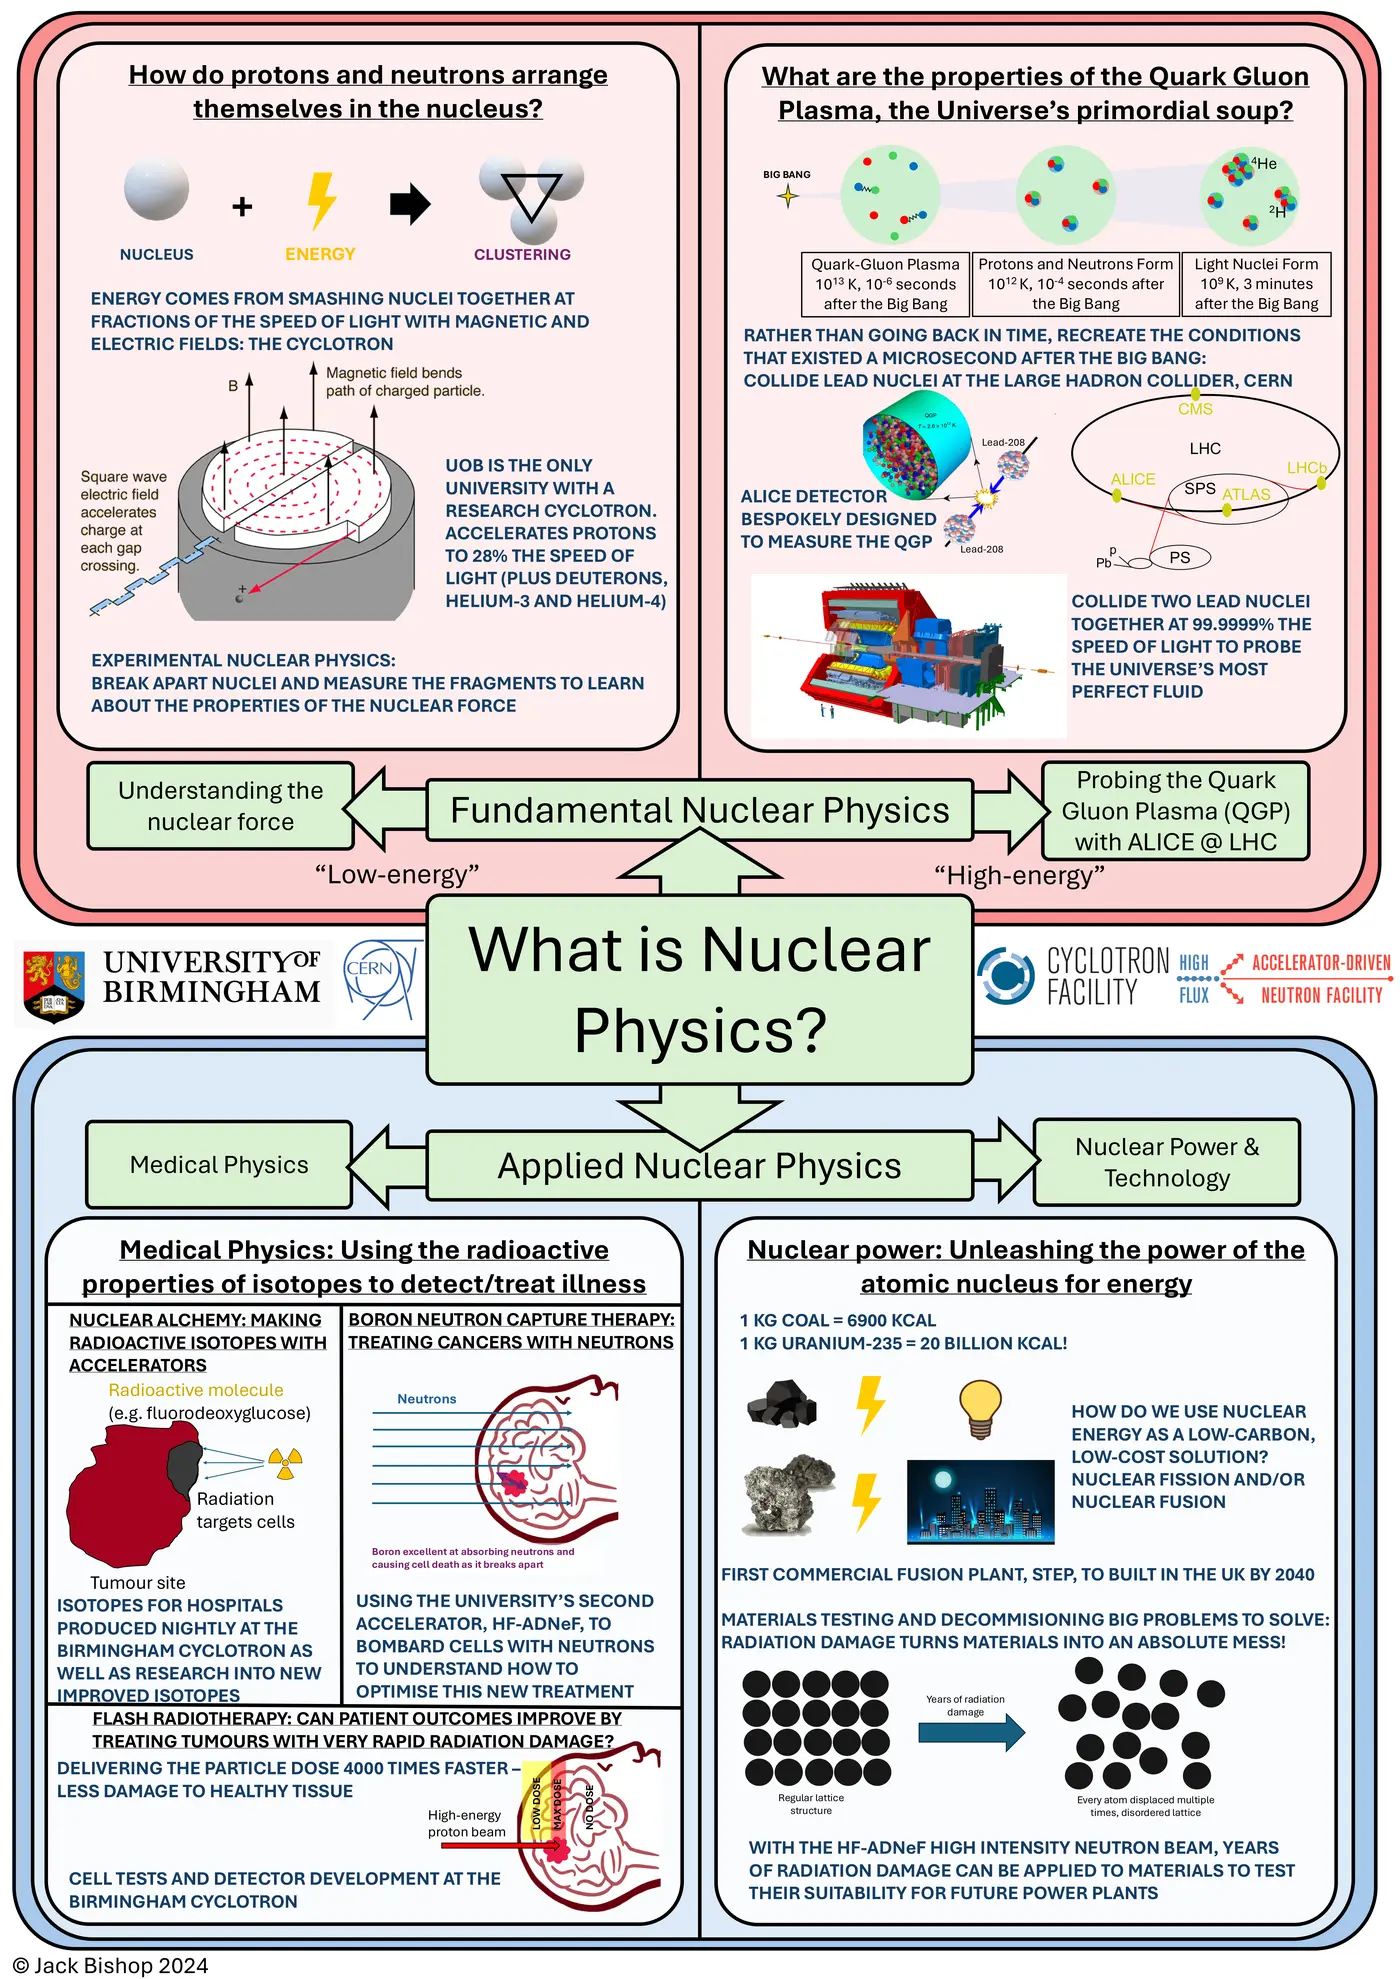 How do protons and neutrons arrange
themselves in the nucleus?
NUCLEUS
+
ENERGY
CLUSTERING
ENERGY COMES FROM SMASHING NUCLEI TOGETHER AT
FRACTIONS OF THE SPEED OF LIGHT WITH MAGNETIC AND
ELECTRIC FIELDS: THE CYCLOTRON
B
Magnetic field bends
path of charged particle.
Square wave
electric field
accelerates
charge at
each gap
crossing.
+
UOB IS THE ONLY
UNIVERSITY WITH A
RESEARCH CYCLOTRON.
ACCELERATES PROTONS
TO 28% THE SPEED OF
LIGHT (PLUS DEUTERONS,
HELIUM-3 AND HELIUM-4)
EXPERIMENTAL NUCLEAR PHYSICS:
BREAK APART NUCLEI AND MEASURE THE FRAGMENTS TO LEARN
ABOUT THE PROPERTIES OF THE NUCLEAR FORCE
What are the properties of the Quark Gluon
Plasma, the Universe's primordial soup?
BIG BANG
⁴He
²H
Quark-Gluon Plasma
10¹³ K, 10⁻⁶ seconds
after the Big Bang
Protons and Neutrons Form
10¹² K, 10⁻⁴ seconds after
the Big Bang
Light Nuclei Form
10⁹ K, 3 minutes
after the Big Bang
RATHER THAN GOING BACK IN TIME, RECREATE THE CONDITIONS
THAT EXISTED A MICROSECOND AFTER THE BIG BANG:
COLLIDE LEAD NUCLEI AT THE LARGE HADRON COLLIDER, CERN
QGP
Lead-208
Lead-208
ALICE DETECTOR
BESPOKELY DESIGNED
TO MEASURE THE QGP
CMS
LHC
ALICE
SPS
ATLAS
LHCb
p
Pb
PS
COLLIDE TWO LEAD NUCLEI
TOGETHER AT 99.9999% THE
SPEED OF LIGHT TO PROBE
THE UNIVERSE'S MOST
PERFECT FLUID
Understanding the
nuclear force
Fundamental Nuclear Physics
Probing the Quark
Gluon Plasma (QGP)
with ALICE @ LHC
"Low-energy"
"High-energy"
What is Nuclear
Physics?
UNIVERSITY OF
BIRMINGHAM
CERN
CYCLOTRON
FACILITY
HIGH
FLUX
ACCELERATOR-DRIVEN
NEUTRON FACILITY
Medical Physics
Applied Nuclear Physics
Nuclear Power &
Technology
Medical Physics: Using the radioactive
properties of isotopes to detect/treat illness
NUCLEAR ALCHEMY: MAKING
RADIOACTIVE ISOTOPES WITH
ACCELERATORS
Radioactive molecule
(e.g. fluorodeoxyglucose)
Radiation
targets cells
Tumour site
ISOTOPES FOR HOSPITALS
PRODUCED NIGHTLY AT THE
BIRMINGHAM CYCLOTRON AS
WELL AS RESEARCH INTO NEW
IMPROVED ISOTOPES
BORON NEUTRON CAPTURE THERAPY:
TREATING CANCERS WITH NEUTRONS
Neutrons
Boron excellent at absorbing neutrons and
causing cell death as it breaks apart
USING THE UNIVERSITY'S SECOND
ACCELERATOR, HF-ADNeF, TO
BOMBARD CELLS WITH NEUTRONS
TO UNDERSTAND HOW TO
OPTIMISE THIS NEW TREATMENT
FLASH RADIOTHERAPY: CAN PATIENT OUTCOMES IMPROVE BY
TREATING TUMOURS WITH VERY RAPID RADIATION DAMAGE?
DELIVERING THE PARTICLE DOSE 4000 TIMES FASTER –
LESS DAMAGE TO HEALTHY TISSUE
High-energy
proton beam
LOW DOSE
MAX DOSE
NO DOSE
CELL TESTS AND DETECTOR DEVELOPMENT AT THE
BIRMINGHAM CYCLOTRON
Nuclear power: Unleashing the power of the
atomic nucleus for energy
1 KG COAL = 6900 KCAL
1 KG URANIUM-235 = 20 BILLION KCAL!
HOW DO WE USE NUCLEAR
ENERGY AS A LOW-CARBON,
LOW-COST SOLUTION?
NUCLEAR FISSION AND/OR
NUCLEAR FUSION
FIRST COMMERCIAL FUSION PLANT, STEP, TO BUILT IN THE UK BY 2040
MATERIALS TESTING AND DECOMMISIONING BIG PROBLEMS TO SOLVE:
RADIATION DAMAGE TURNS MATERIALS INTO AN ABSOLUTE MESS!
Years of radiation
damage
Regular lattice
structure
Every atom displaced multiple
times, disordered lattice
WITH THE HF-ADNeF HIGH INTENSITY NEUTRON BEAM, YEARS
OF RADIATION DAMAGE CAN BE APPLIED TO MATERIALS TO TEST
THEIR SUITABILITY FOR FUTURE POWER PLANTS
© Jack Bishop 2024